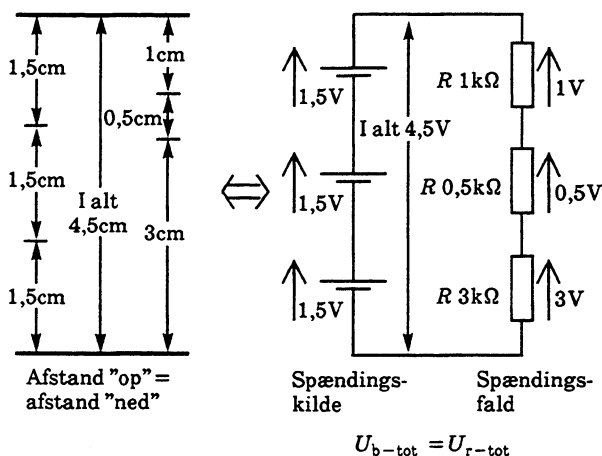 1,5cm
1,5cm
1,5cm
I alt
4,5cm
1cm
0,5cm
3cm
Afstand "op" =
afstand "ned"
1,5V
1,5V
1,5V
I alt 4,5V
R 1kΩ
R 0,5kΩ
R 3kΩ
1V
0,5V
3V
Spændings-
kilde
Spændings-
fald
U b–tot = U r–tot